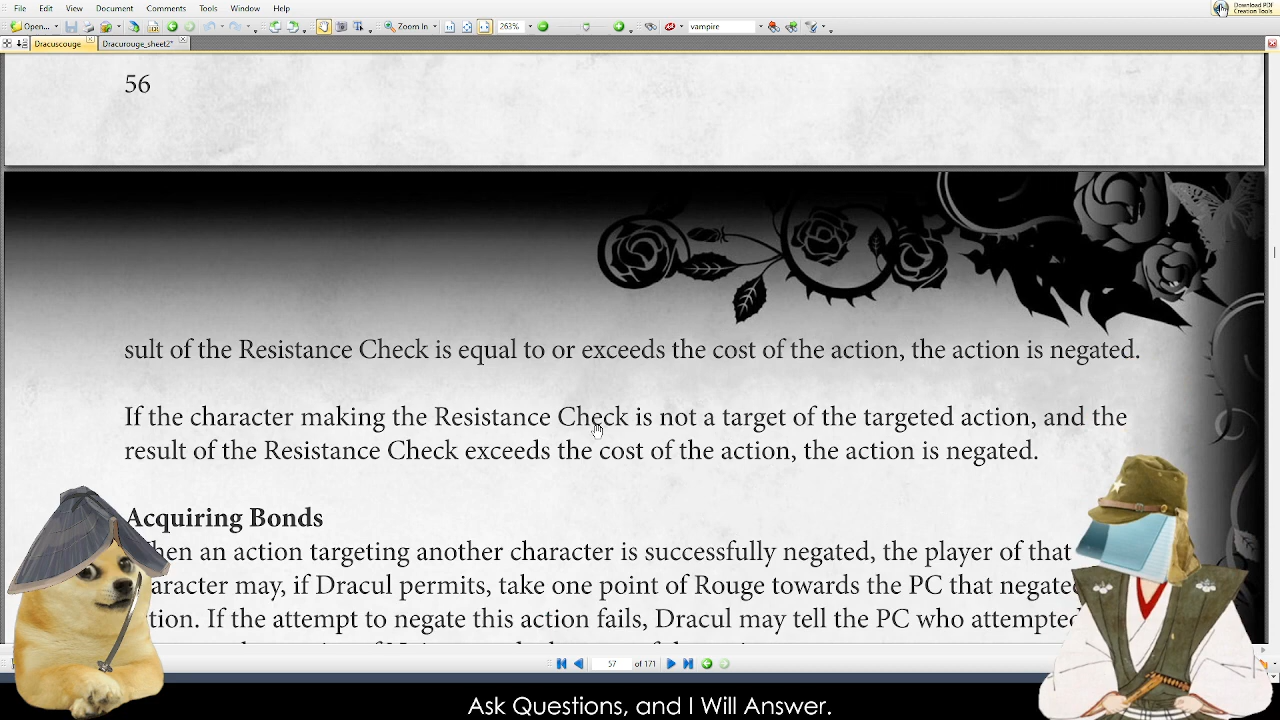 File Edit View Document Comments Tools Window Help
Download PDF
Creation Tools
Open... Zoom In 263% vampire
Dracuscouge Dracurouge_sheet2*
56
sult of the Resistance Check is equal to or exceeds the cost of the action, the action is negated.
If the character making the Resistance Check is not a target of the targeted action, and the
result of the Resistance Check exceeds the cost of the action, the action is negated.
Acquiring Bonds
hen an action targeting another character is successfully negated, the player of that
aracter may, if Dracul permits, take one point of Rouge towards the PC that negate
tion. If the attempt to negate this action fails, Dracul may tell the PC who attempted
57 of 171
Ask Questions, and I Will Answer.